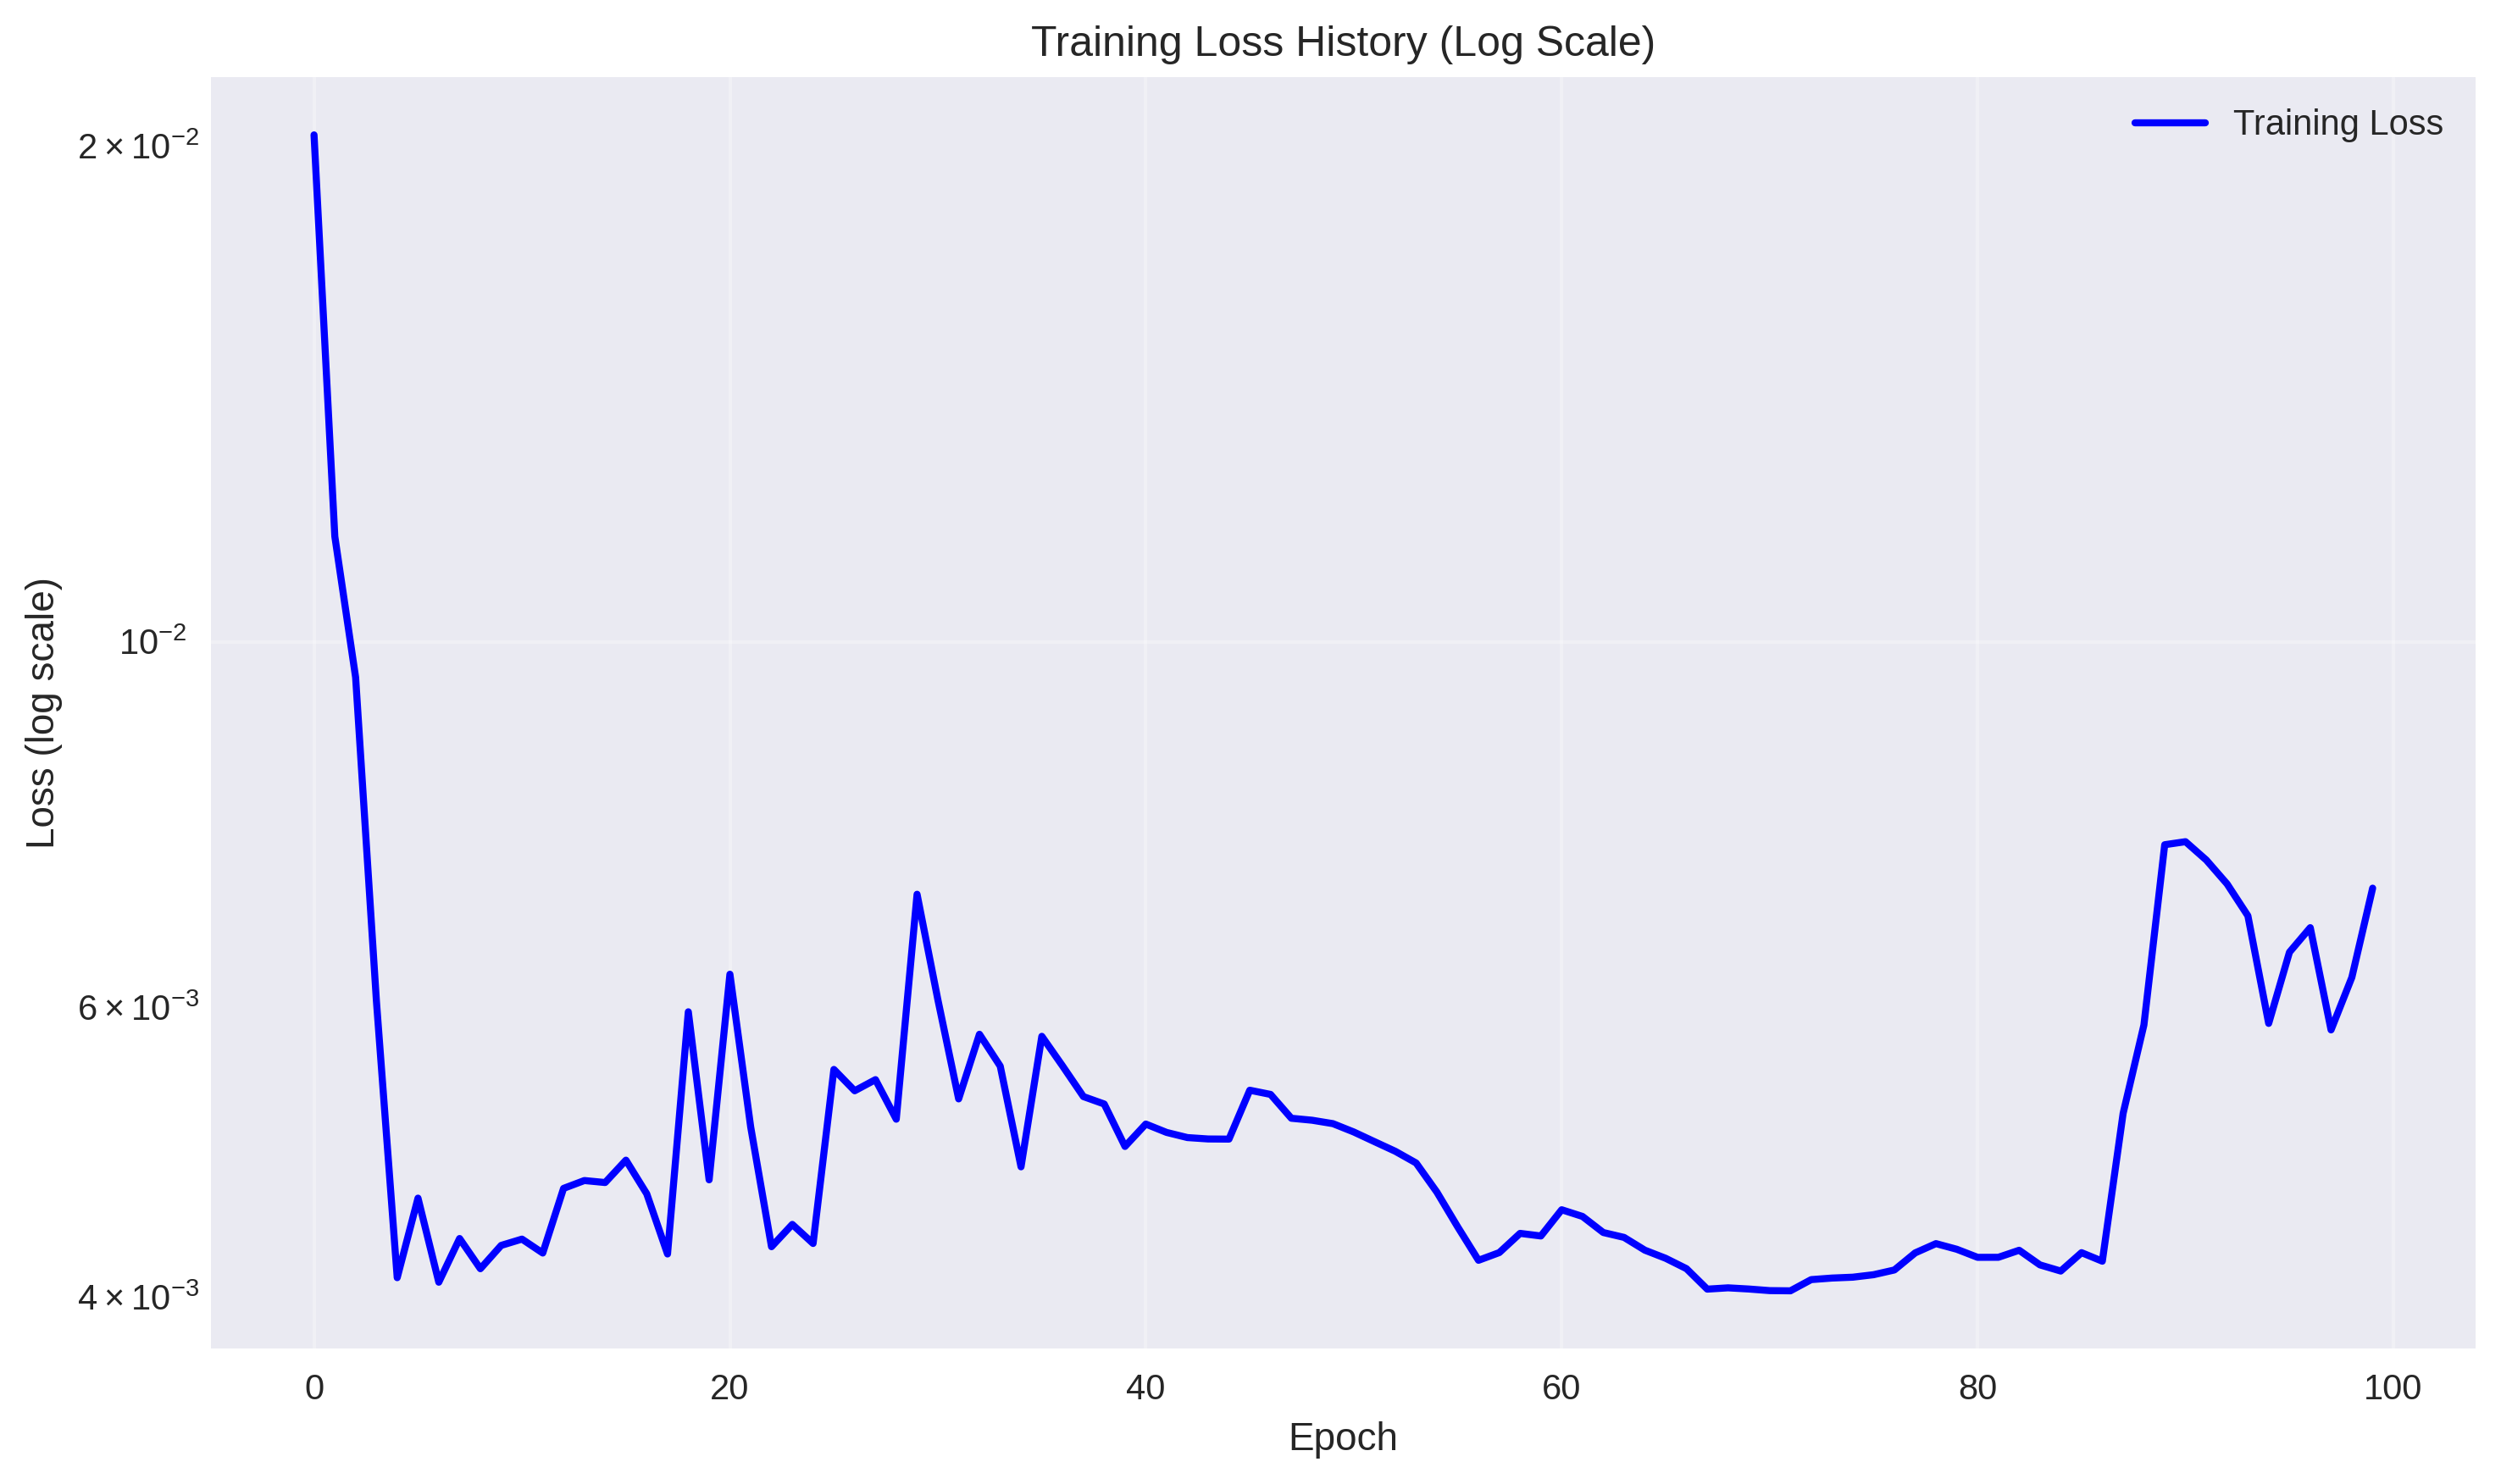 Training Loss History (Log Scale)
Training Loss
2 × 10⁻²
10⁻²
6 × 10⁻³
4 × 10⁻³
Loss (log scale)
0 20 40 60 80 100
Epoch